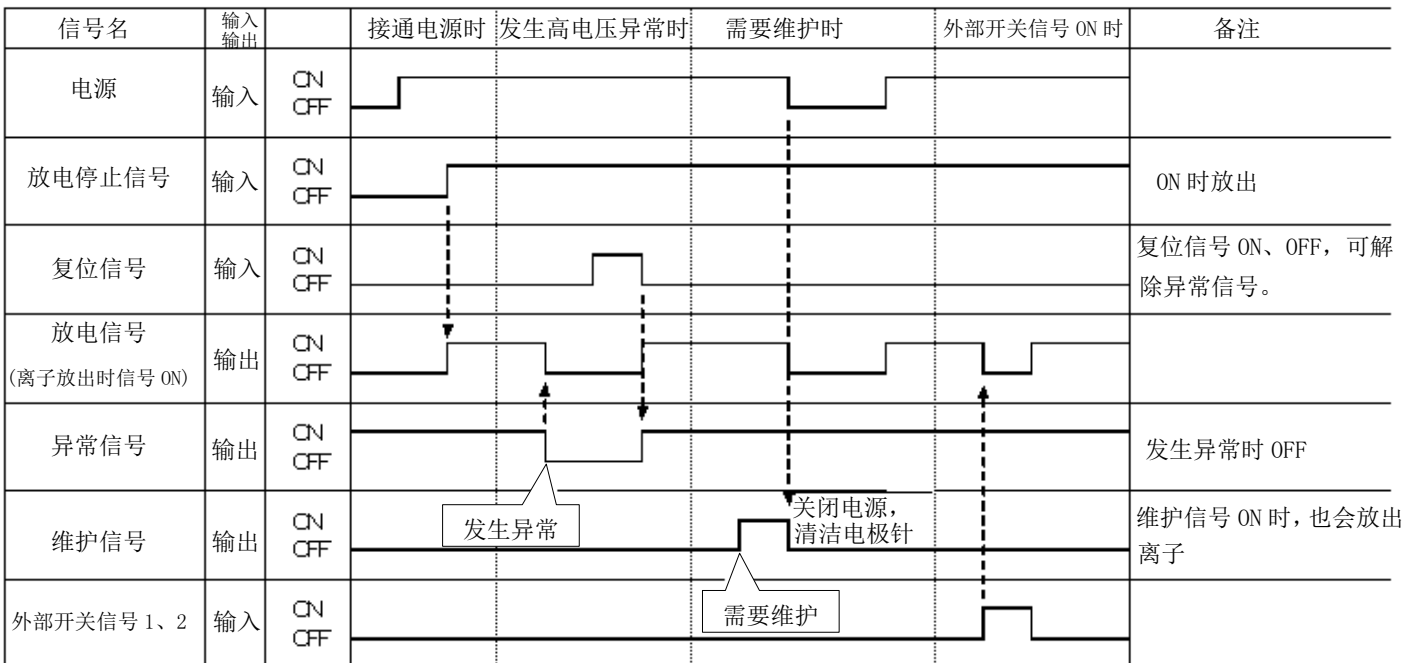 信号名 输入 接通电源时 发生高电压异常时 需要维护时 外部开关信号 ON 时 备注
输出
电源 输入 ON
OFF
放电停止信号 输入 ON ON 时放出
OFF
复位信号 输入 ON 复位信号 ON、OFF，可解
OFF 除异常信号。
放电信号 输出 ON
(离子放出时信号 ON) OFF
异常信号 输出 ON 发生异常时 OFF
OFF
发生异常
关闭电源，
清洁电极针
维护信号 输出 ON 维护信号 ON 时，也会放出
OFF 离子
需要维护
外部开关信号 1、2 输入 ON
OFF